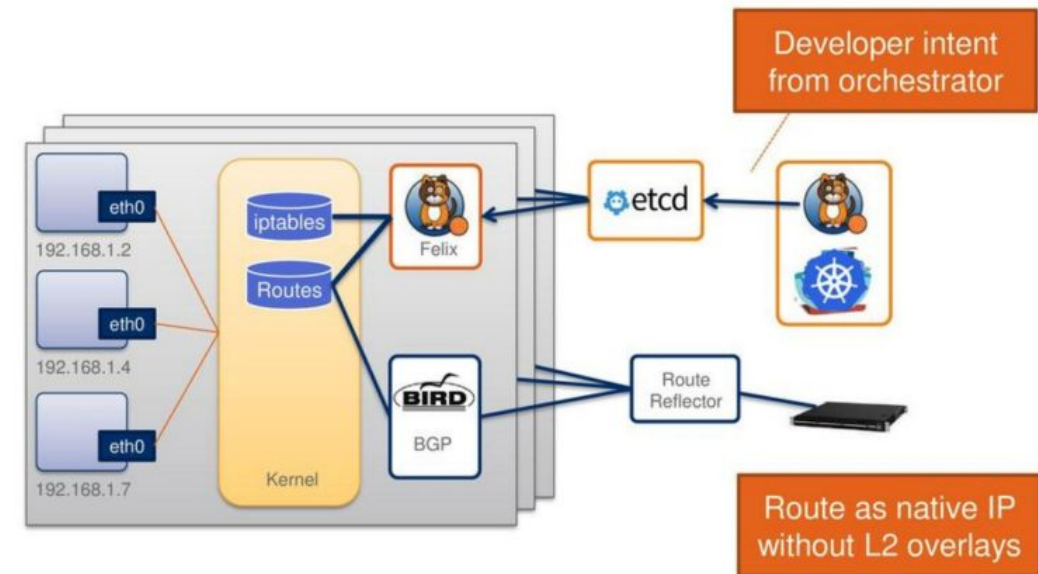 Developer intent
from orchestrator
eth0
192.168.1.2
iptables
Felix
etcd
Routes
eth0
192.168.1.4
BIRD
BGP
Route
Reflector
eth0
192.168.1.7
Kernel
Route as native IP
without L2 overlays